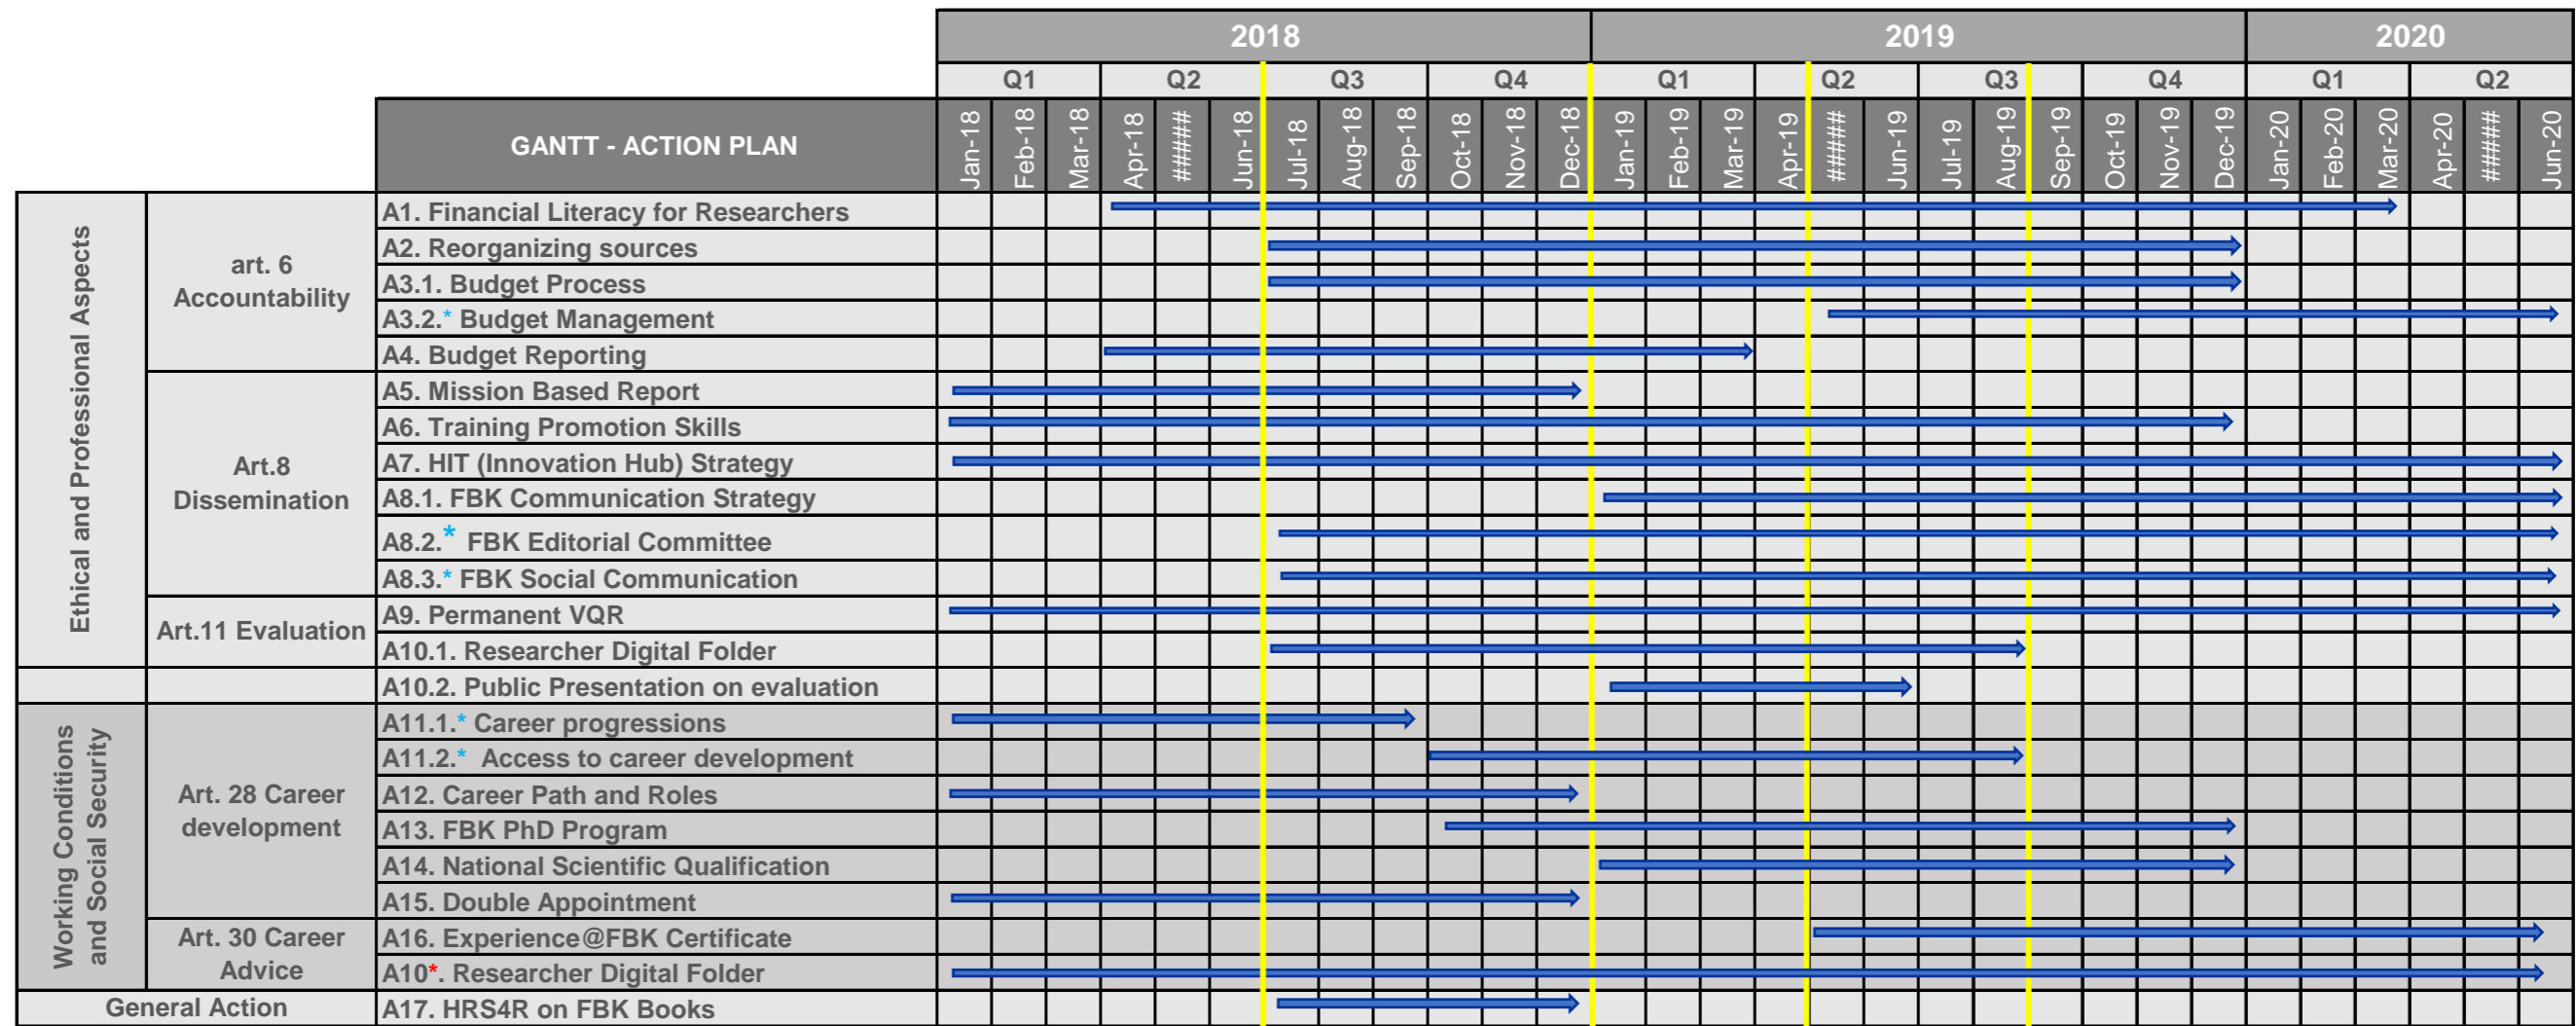 2018 2019 2020
Q1 Q2 Q3 Q4 Q1 Q2 Q3 Q4 Q1 Q2
GANTT - ACTION PLAN
Jan-18 Feb-18 Mar-18 Apr-18 ##### Jun-18 Jul-18 Aug-18 Sep-18 Oct-18 Nov-18 Dec-18 Jan-19 Feb-19 Mar-19 Apr-19 ##### Jun-19 Jul-19 Aug-19 Sep-19 Oct-19 Nov-19 Dec-19 Jan-20 Feb-20 Mar-20 Apr-20 ##### Jun-20
Ethical and Professional Aspects
art. 6
Accountability
A1. Financial Literacy for Researchers
A2. Reorganizing sources
A3.1. Budget Process
A3.2.* Budget Management
A4. Budget Reporting
Art.8
Dissemination
A5. Mission Based Report
A6. Training Promotion Skills
A7. HIT (Innovation Hub) Strategy
A8.1. FBK Communication Strategy
A8.2.* FBK Editorial Committee
A8.3.* FBK Social Communication
Art.11 Evaluation
A9. Permanent VQR
A10.1. Researcher Digital Folder
A10.2. Public Presentation on evaluation
Working Conditions
and Social Security
Art. 28 Career
development
A11.1.* Career progressions
A11.2.* Access to career development
A12. Career Path and Roles
A13. FBK PhD Program
A14. National Scientific Qualification
A15. Double Appointment
Art. 30 Career
Advice
A16. Experience@FBK Certificate
A10*. Researcher Digital Folder
General Action
A17. HRS4R on FBK Books